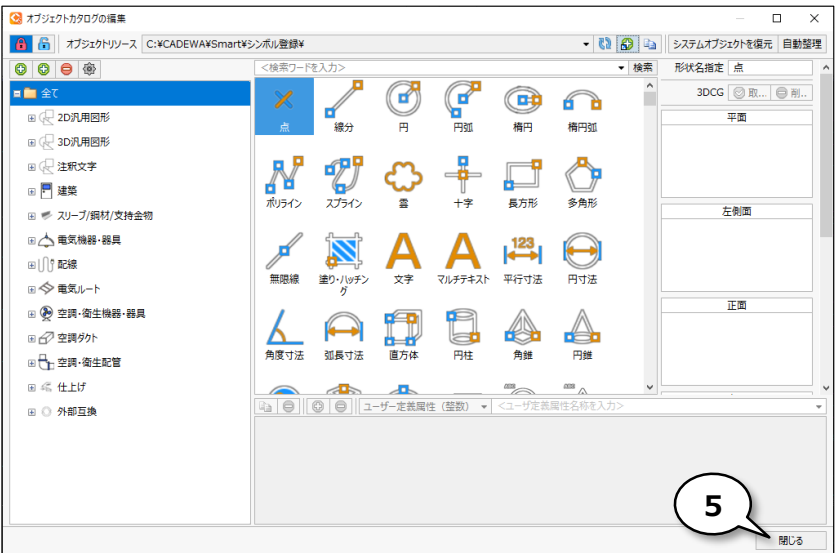 オブジェクトカタログの編集
オブジェクトリソース C:¥CADEWA¥Smart¥シンボル登録¥
システムオブジェクトを復元 自動整理
<検索ワードを入力> 検索
形状名指定 点
3DCG 取... 削...
全て
2D汎用図形
3D汎用図形
注釈文字
建築
スリーブ/鋼材/支持金物
電気機器・器具
配線
電気ルート
空調・衛生機器・器具
空調ダクト
空調・衛生配管
仕上げ
外部互換
点 線分 円 円弧 楕円 楕円弧
ポリライン スプライン 雲 十字 長方形 多角形
123
無限線 塗り・ハッチン
グ 文字 マルチテキスト 平行寸法 円寸法
角度寸法 弧長寸法 直方体 円柱 角錐 円錐
平面
左側面
正面
ユーザー定義属性（整数） <ユーザ定義属性名称を入力>
5
閉じる